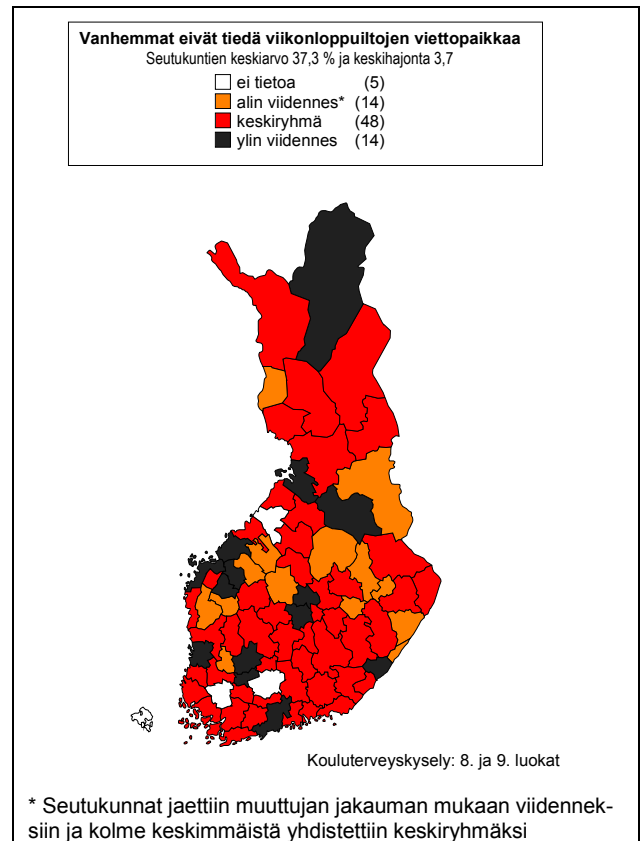 Vanhemmat eivät tiedä viikonloppuiltojen viettopaikkaa
Seutukuntien keskiarvo 37,3 % ja keskihajonta 3,7
ei tietoa (5)
alin viidennes* (14)
keskiryhmä (48)
ylin viidennes (14)
Kouluterveyskysely: 8. ja 9. luokat
* Seutukunnat jaettiin muuttujan jakauman mukaan viidennek-
siin ja kolme keskimmäistä yhdistettiin keskiryhmäksi